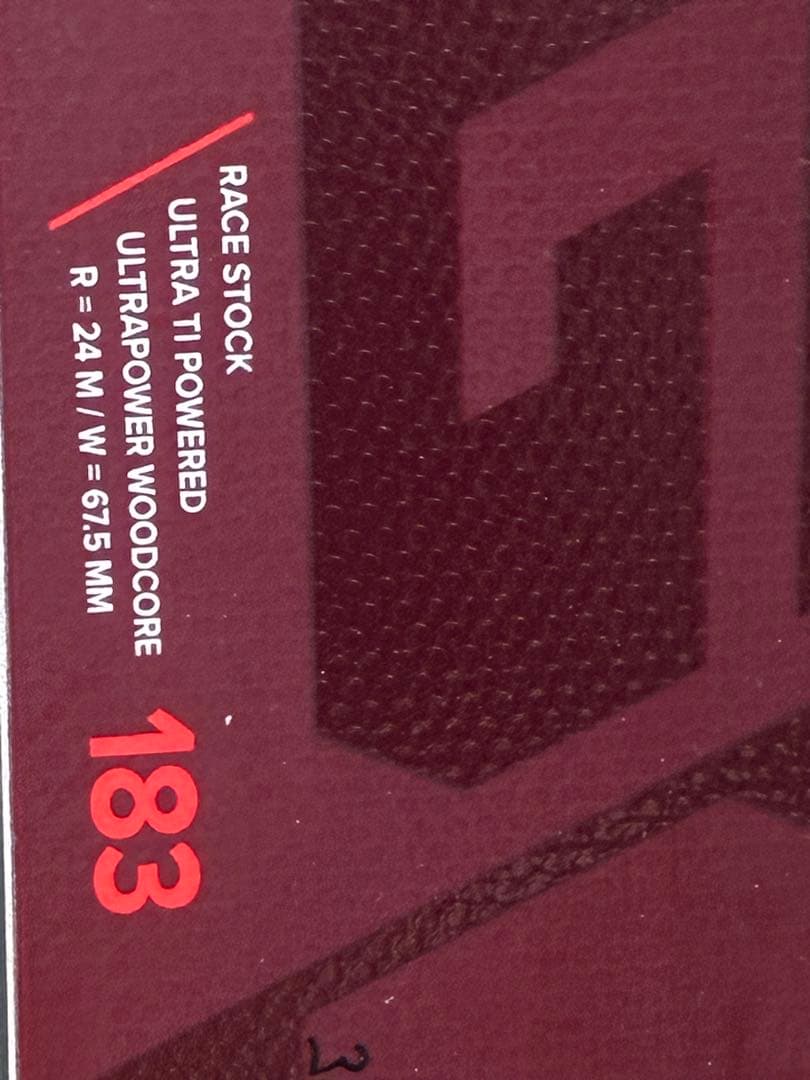 RACE STOCK
ULTRA TI POWERED
ULTRAPOWER WOODCORE
R = 24 M / W = 67.5 MM
183